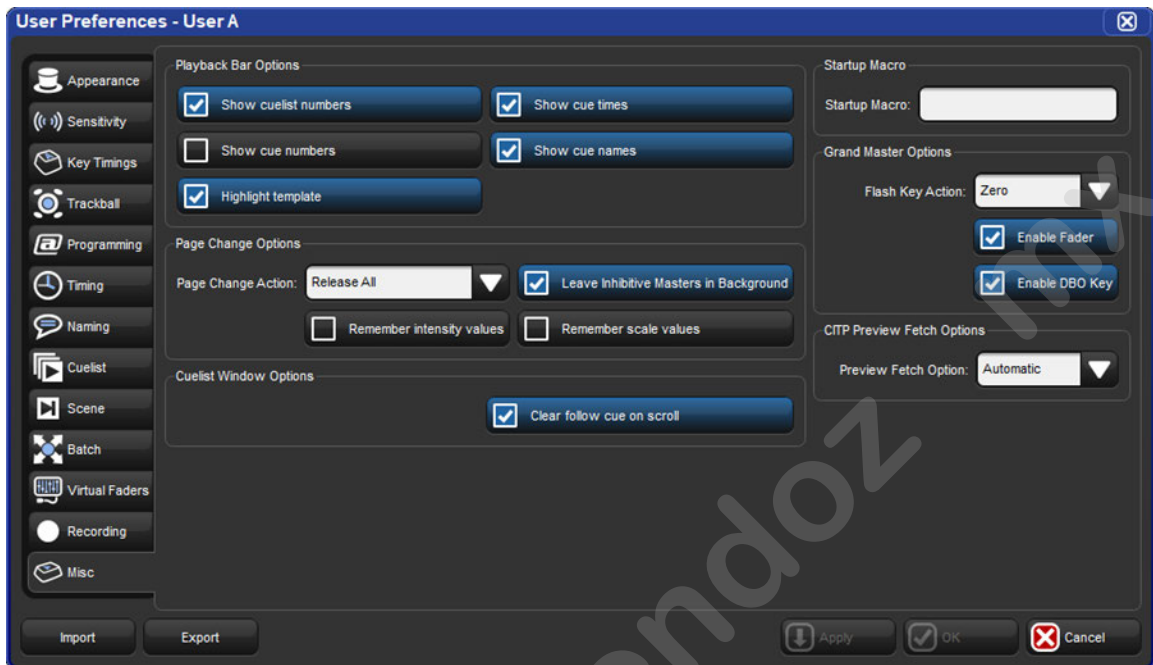 User Preferences - User A
Appearance
Sensitivity
Key Timings
Trackball
Programming
Timing
Naming
Cuelist
Scene
Batch
Virtual Faders
Recording
Misc
Playback Bar Options
Show cuelist numbers
Show cue times
Show cue numbers
Show cue names
Highlight template
Page Change Options
Page Change Action: Release All
Leave Inhibitive Masters in Background
Remember intensity values
Remember scale values
Cuelist Window Options
Clear follow cue on scroll
Startup Macro
Startup Macro:
Grand Master Options
Flash Key Action: Zero
Enable Fader
Enable DBO Key
CITP Preview Fetch Options
Preview Fetch Option: Automatic
Import
Export
Apply
OK
Cancel
endoz
mx